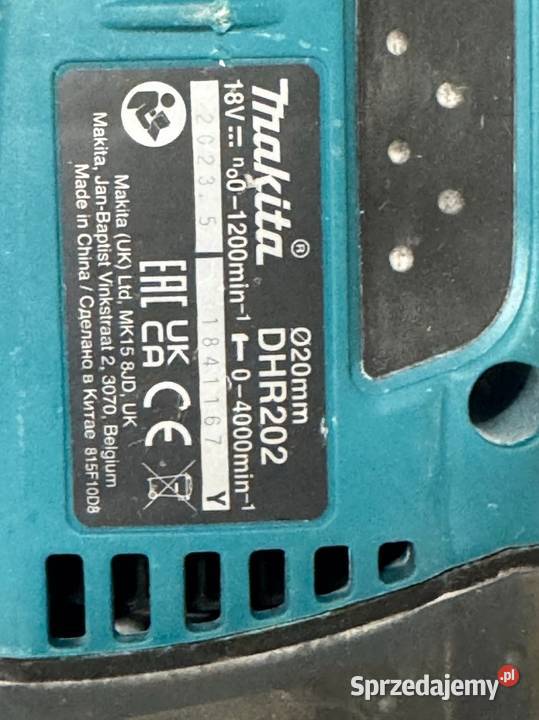 makita®
Ø20mm
DHR202
18V ⎓ n₀0-1200min⁻¹ 0-4000min⁻¹
2023.5
1841167 Y
EAC UK CA CE
Makita (UK) Ltd, MK15 8JD, UK
Makita, Jan-Baptist Vinkstraat 2, 3070, Belgium
Made in China / Сделано в Китае 815F10D8
Sprzedajemy.pl